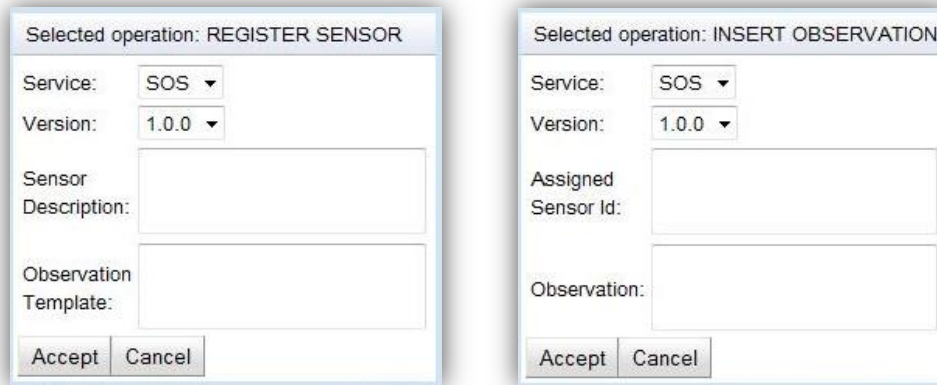 Selected operation: REGISTER SENSOR
Service: SOS
Version: 1.0.0
Sensor
Description:
Observation
Template:
Accept Cancel
Selected operation: INSERT OBSERVATION
Service: SOS
Version: 1.0.0
Assigned
Sensor Id:
Observation:
Accept Cancel